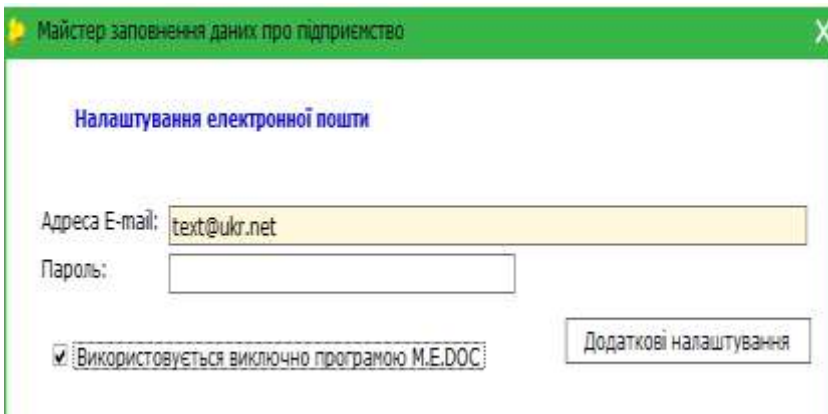 Майстер заповнення даних про підприємство X
Налаштування електронної пошти
Адреса E-mail: text@ukr.net
Пароль:
Використовується виключно програмою M.E.DOC Додаткові налаштування